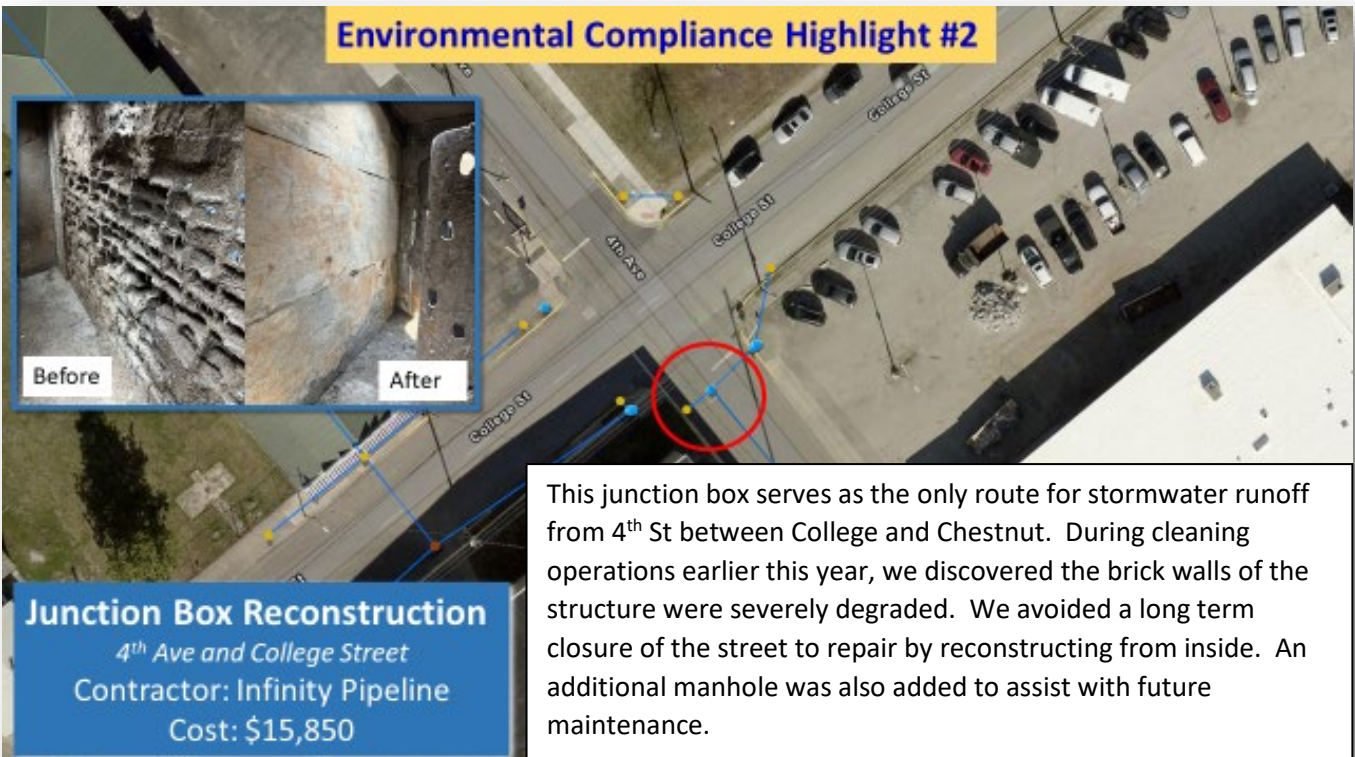 Environmental Compliance Highlight #2
College St
College St
4th Ave
College St
Before
After
Junction Box Reconstruction
4th Ave and College Street
Contractor: Infinity Pipeline
Cost: $15,850
This junction box serves as the only route for stormwater runoff
from 4th St between College and Chestnut.  During cleaning
operations earlier this year, we discovered the brick walls of the
structure were severely degraded.  We avoided a long term
closure of the street to repair by reconstructing from inside.  An
additional manhole was also added to assist with future
maintenance.